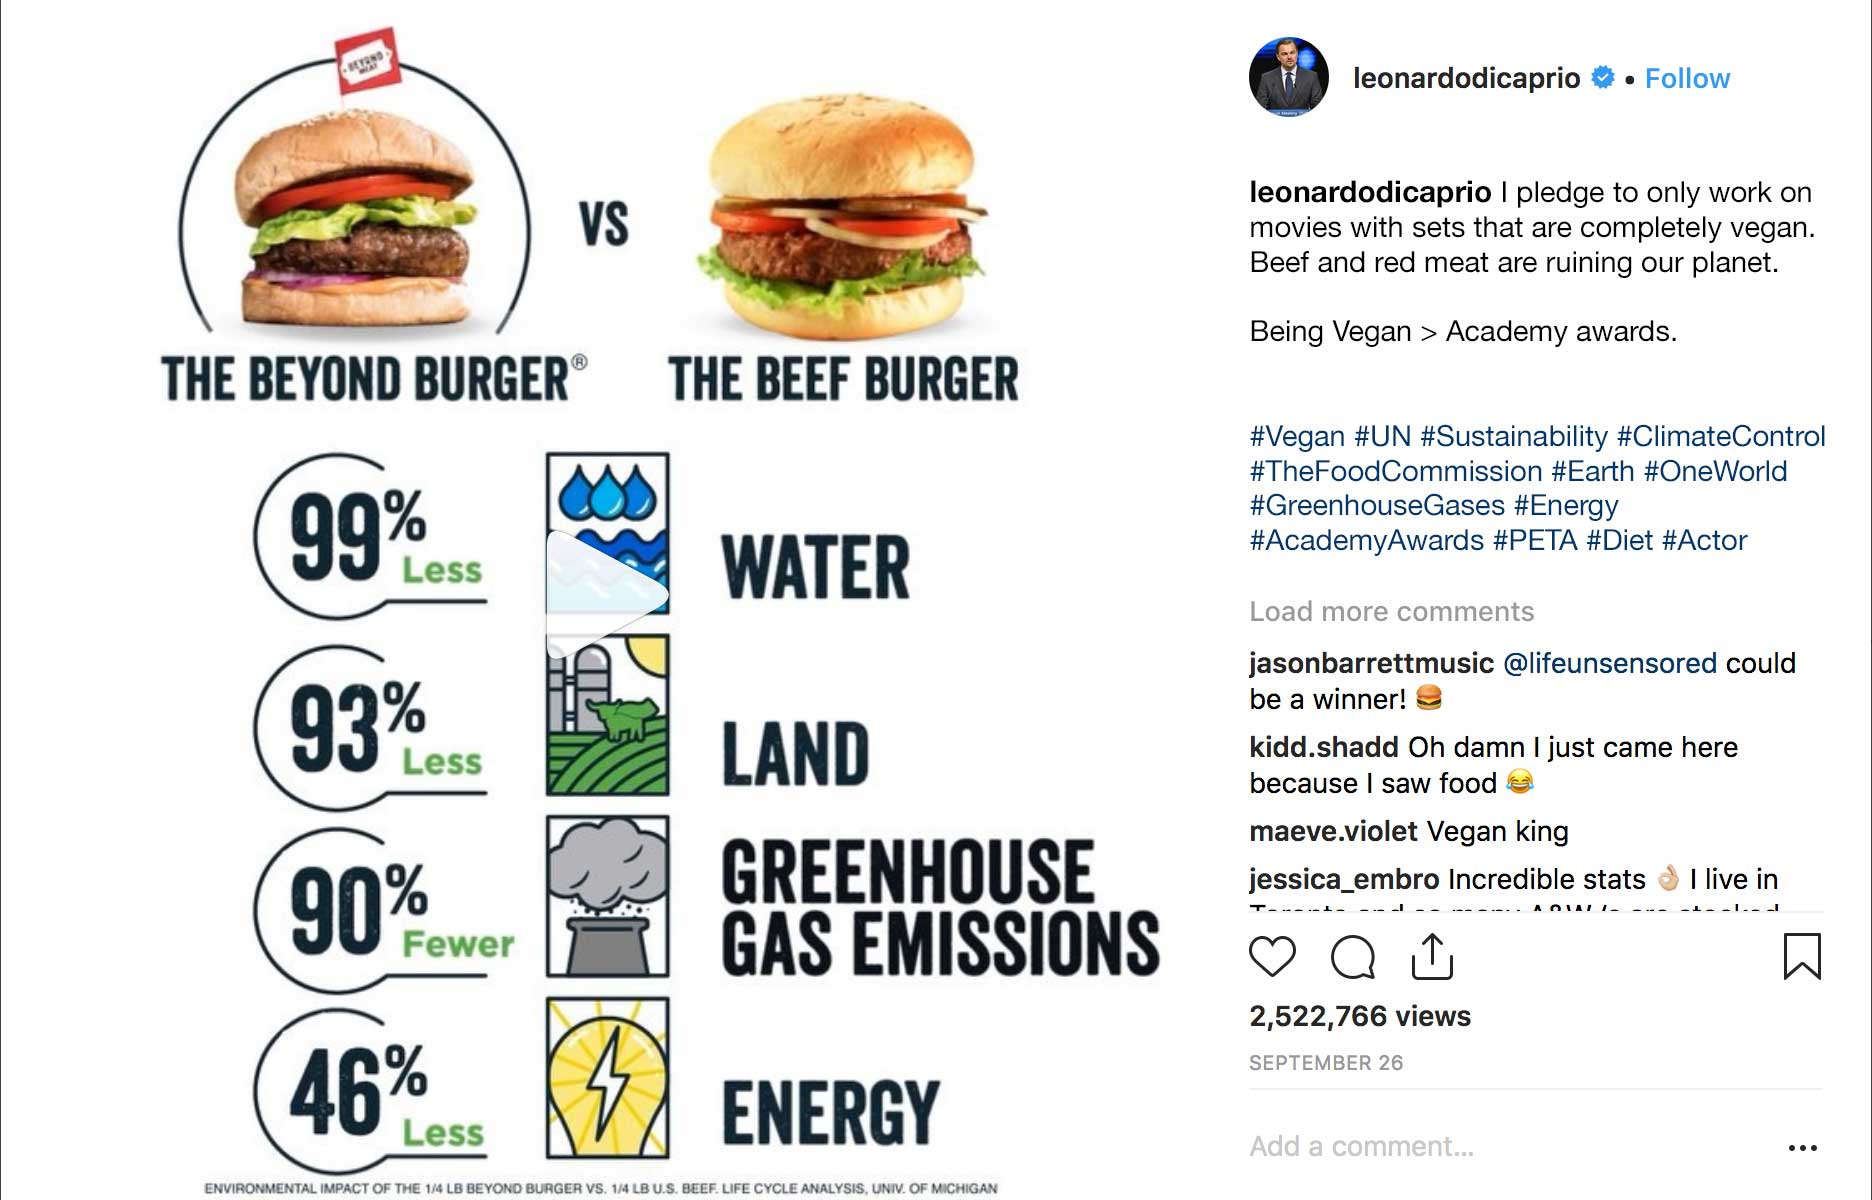 BEYOND
MEAT
VS
THE BEYOND BURGER®
THE BEEF BURGER
99%
Less
WATER
93%
Less
LAND
90%
Fewer
GREENHOUSE
GAS EMISSIONS
46%
Less
ENERGY
ENVIRONMENTAL IMPACT OF THE 1/4 LB BEYOND BURGER VS. 1/4 LB U.S. BEEF. LIFE CYCLE ANALYSIS, UNIV. OF MICHIGAN
leonardodicaprio • Follow
leonardodicaprio I pledge to only work on
movies with sets that are completely vegan.
Beef and red meat are ruining our planet.
Being Vegan > Academy awards.
#Vegan #UN #Sustainability #ClimateControl
#TheFoodCommission #Earth #OneWorld
#GreenhouseGases #Energy
#AcademyAwards #PETA #Diet #Actor
Load more comments
jasonbarrettmusic @lifeunsensored could
be a winner! 🍔
kidd.shadd Oh damn I just came here
because I saw food 😂
maeve.violet Vegan king
jessica_embro Incredible stats 👌🏼 I live in
2,522,766 views
SEPTEMBER 26
Add a comment...